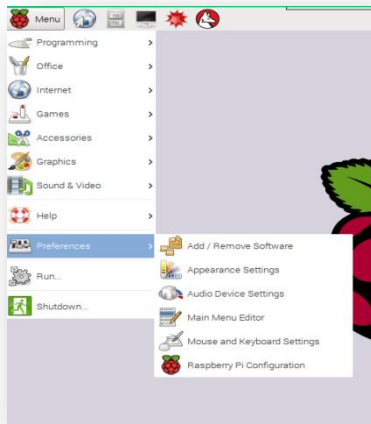 Menu
Programming
Office
Internet
Games
Accessories
Graphics
Sound & Video
Help
Preferences
Run...
Shutdown...
Add / Remove Software
Appearance Settings
Audio Device Settings
Main Menu Editor
Mouse and Keyboard Settings
Raspberry Pi Configuration